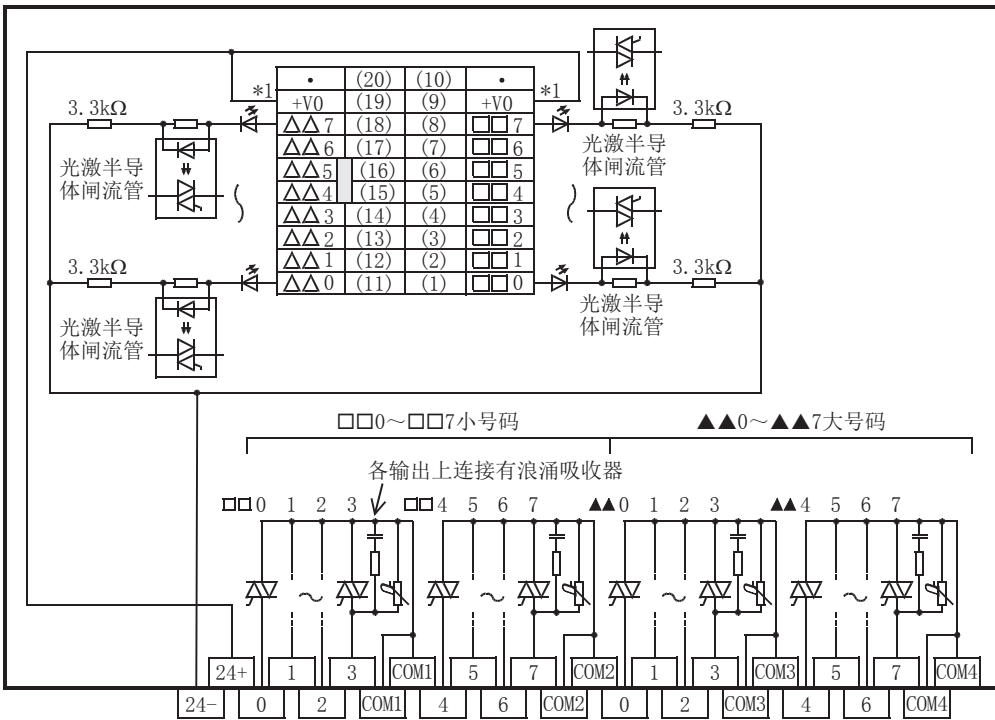 • (20) (10) •
*1 +V0 (19) (9) +V0 *1
3.3kΩ △△7 (18) (8) □□7 3.3kΩ
△△6 (17) (7) □□6
光激半导
体闸流管
△△5 (16) (6) □□5
光激半导
体闸流管
△△4 (15) (5) □□4
△△3 (14) (4) □□3
△△2 (13) (3) □□2
3.3kΩ △△1 (12) (2) □□1 3.3kΩ
△△0 (11) (1) □□0
光激半导
体闸流管
光激半导
体闸流管
□□0～□□7小号码 ▲▲0～▲▲7大号码
各输出上连接有浪涌吸收器
□□0 1 2 3 □□4 5 6 7 ▲▲0 1 2 3 ▲▲4 5 6 7
24+ 1 3 COM1 5 7 COM2 1 3 COM3 5 7 COM4
24- 0 2 COM1 4 6 COM2 0 2 COM3 4 6 COM4